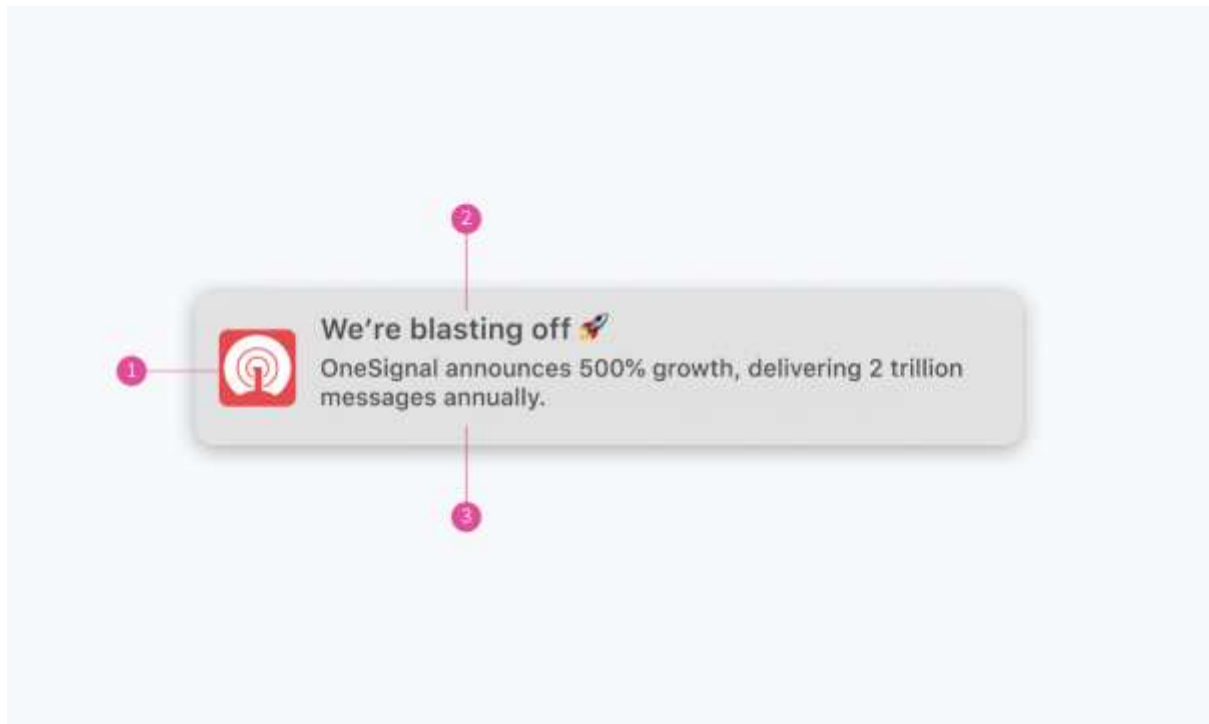 2
We’re blasting off 🚀
1
OneSignal announces 500% growth, delivering 2 trillion
messages annually.
3